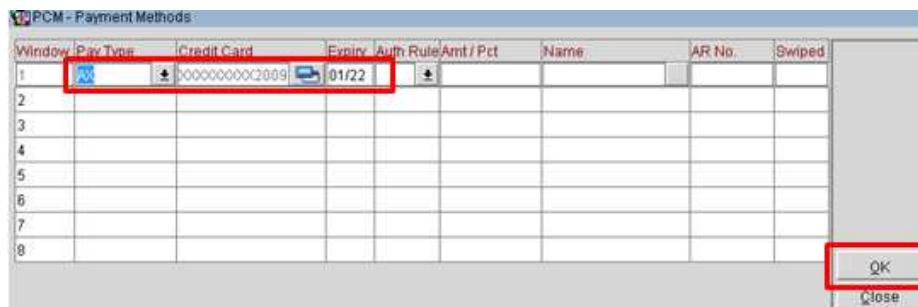 PCM - Payment Methods
Window Pay Type Credit Card Expiry Auth Rule Amt / Pct Name AR No. Swiped
1 AX XXXXXXXXXX2009 01/22
2
3
4
5
6
7
8
OK
Close